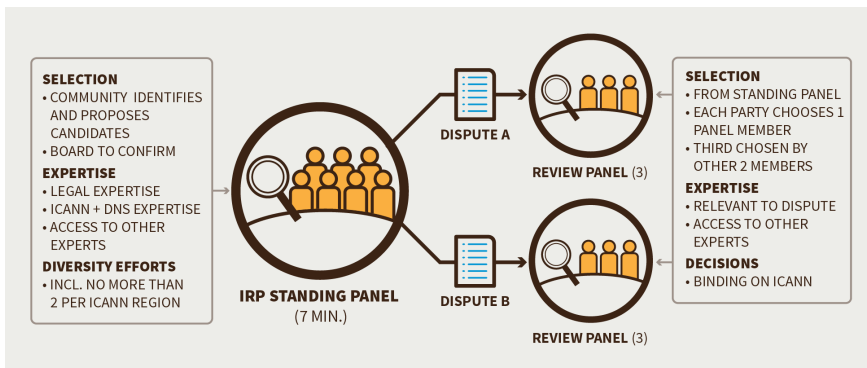 SELECTION
• COMMUNITY IDENTIFIES
AND PROPOSES
CANDIDATES
• BOARD TO CONFIRM
EXPERTISE
• LEGAL EXPERTISE
• ICANN + DNS EXPERTISE
• ACCESS TO OTHER
EXPERTS
DIVERSITY EFFORTS
• INCL. NO MORE THAN
2 PER ICANN REGION
IRP STANDING PANEL
(7 MIN.)
DISPUTE A
REVIEW PANEL (3)
DISPUTE B
REVIEW PANEL (3)
SELECTION
• FROM STANDING PANEL
• EACH PARTY CHOOSES 1
PANEL MEMBER
• THIRD CHOSEN BY
OTHER 2 MEMBERS
EXPERTISE
• RELEVANT TO DISPUTE
• ACCESS TO OTHER
EXPERTS
DECISIONS
• BINDING ON ICANN